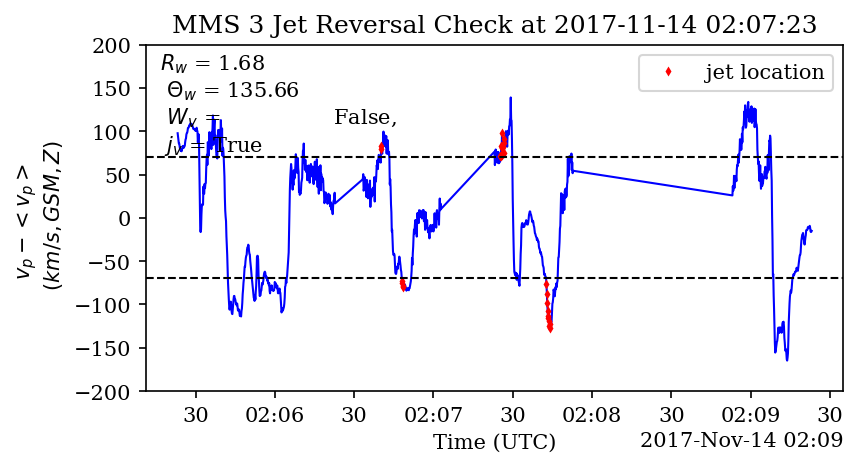 MMS 3 Jet Reversal Check at 2017-11-14 02:07:23
R_w = 1.68
Θ_w = 135.66
W_v = False,
j_v = True
jet location
v_p − <v_p>
(km/s, GSM, Z)
200
150
100
50
0
−50
−100
−150
−200
30 02:06 30 02:07 30 02:08 30 02:09 30
Time (UTC) 2017-Nov-14 02:09